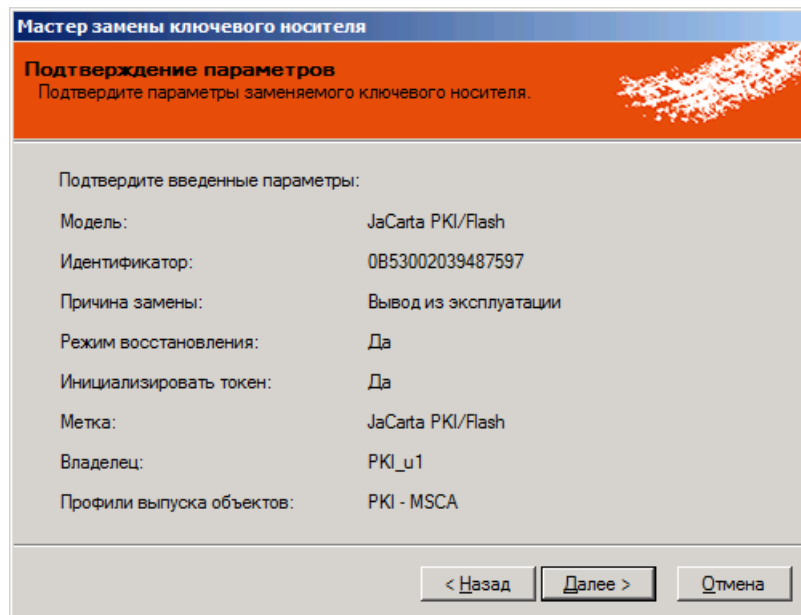 Мастер замены ключевого носителя
Подтверждение параметров
Подтвердите параметры заменяемого ключевого носителя.
Подтвердите введенные параметры:
Модель: JaCarta PKI/Flash
Идентификатор: 0B53002039487597
Причина замены: Вывод из эксплуатации
Режим восстановления: Да
Инициализировать токен: Да
Метка: JaCarta PKI/Flash
Владелец: PKI_u1
Профили выпуска объектов: PKI - MSCA
< Назад Далее > Отмена